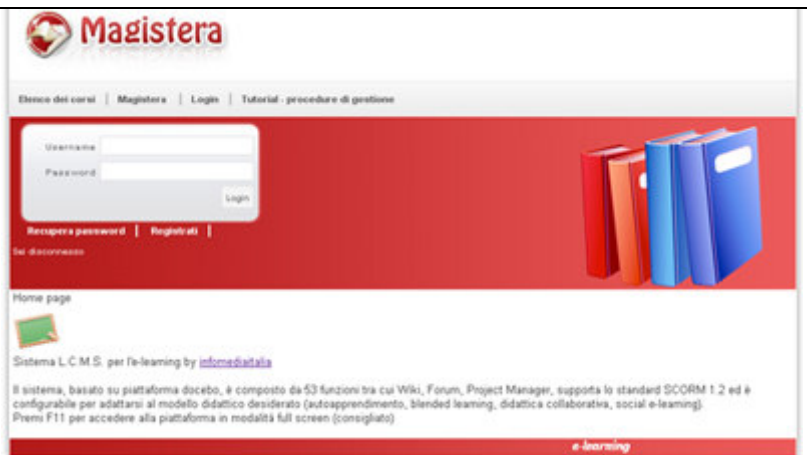 Magistera
Elenco dei corsi | Magistera | Login | Tutorial - procedure di gestione
Username
Password
Login
Recupera password | Registrati |
Sei disconnesso
Home page
Sistema L.C.M.S. per l'e-learning by infomediaitalia
Il sistema, basato su piattaforma docebo, è composto da 53 funzioni tra cui Wiki, Forum, Project Manager, supporta lo standard SCORM 1.2 ed è
configurabile per adattarsi al modello didattico desiderato (autoapprendimento, blended learning, didattica collaborativa, social e-learning).
Premi F11 per accedere alla piattaforma in modalità full screen (consigliato)
e-learning